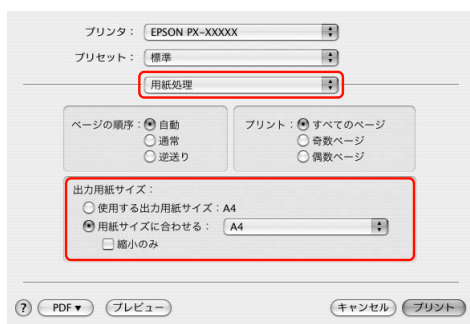 プリンタ： EPSON PX-XXXXX
プリセット： 標準
用紙処理
ページの順序： 自動 プリント： すべてのページ
通常 奇数ページ
逆送り 偶数ページ
出力用紙サイズ：
使用する出力用紙サイズ： A4
用紙サイズに合わせる： A4
縮小のみ
? PDF▼ プレビュー キャンセル プリント